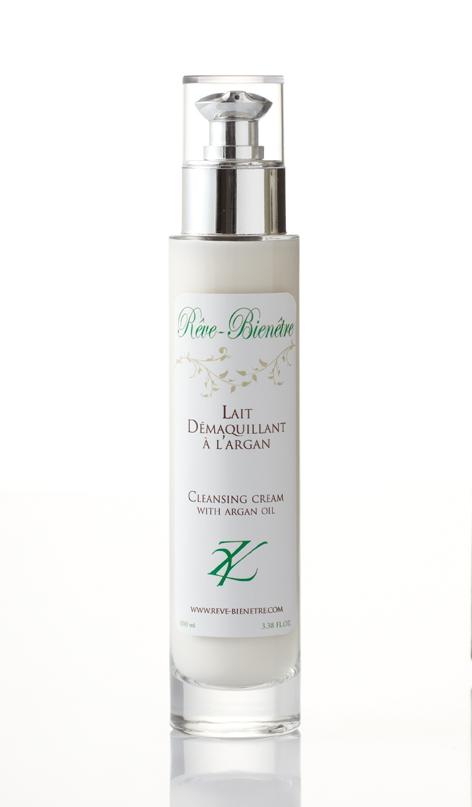 Rêve-Bienêtre
LAIT
DÉMAQUILLANT
À L'ARGAN
CLEANSING CREAM
WITH ARGAN OIL
WWW.REVE-BIENETRE.COM
100 ml 3.38 FL.OZ